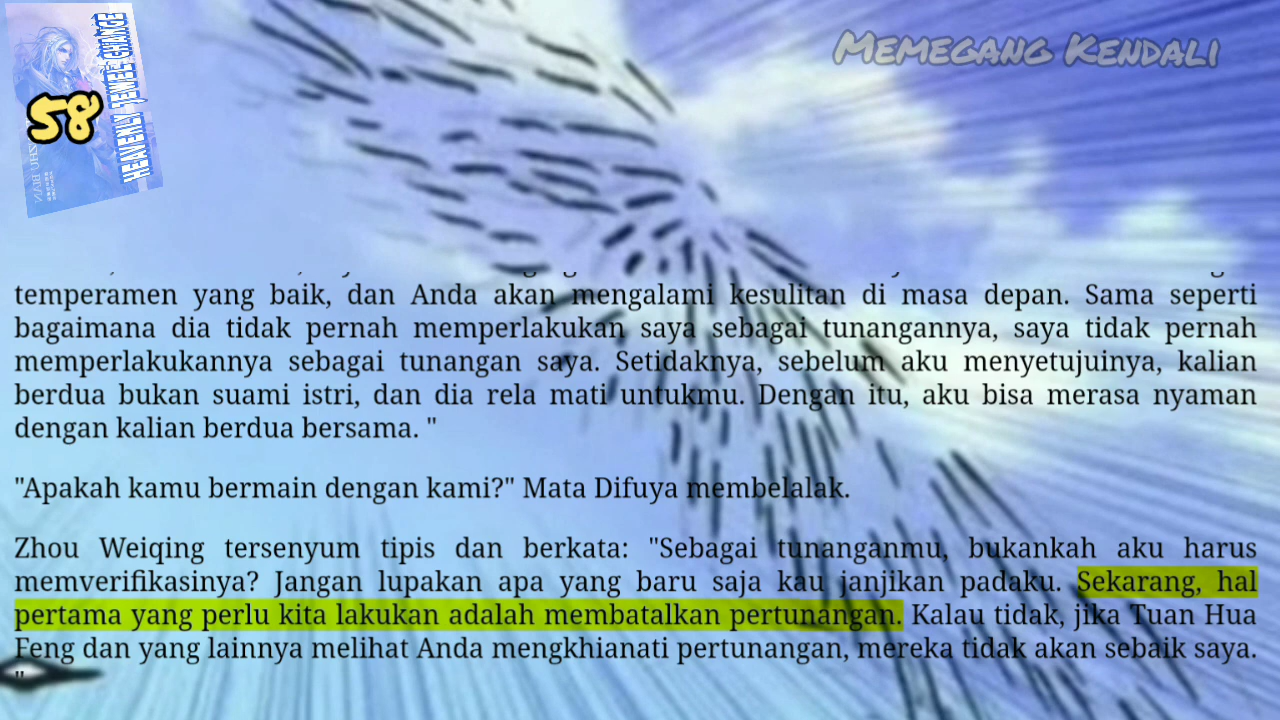 Memegang Kendali
HEAVENLY JEWEL CHANGE
58
temperamen yang baik, dan Anda akan mengalami kesulitan di masa depan. Sama seperti
bagaimana dia tidak pernah memperlakukan saya sebagai tunangannya, saya tidak pernah
memperlakukannya sebagai tunangan saya. Setidaknya, sebelum aku menyetujuinya, kalian
berdua bukan suami istri, dan dia rela mati untukmu. Dengan itu, aku bisa merasa nyaman
dengan kalian berdua bersama. "
"Apakah kamu bermain dengan kami?" Mata Difuya membelalak.
Zhou Weiqing tersenyum tipis dan berkata: "Sebagai tunanganmu, bukankah aku harus
memverifikasinya? Jangan lupakan apa yang baru saja kau janjikan padaku. Sekarang, hal
pertama yang perlu kita lakukan adalah membatalkan pertunangan. Kalau tidak, jika Tuan Hua
Feng dan yang lainnya melihat Anda mengkhianati pertunangan, mereka tidak akan sebaik saya.
"